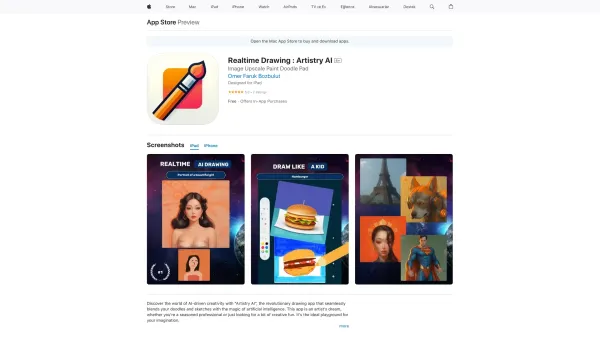 Store Mac iPad iPhone Watch AirPods TV ve Ev Eğlence Aksesuarlar Destek
App Store Preview
Open the Mac App Store to buy and download apps.
Realtime Drawing : Artistry AI
Image Upscale Paint Doodle Pad
Omer Faruk Bozbulut
Designed for iPad
Free · Offers In-App Purchases
Screenshots iPad iPhone
REALTIME AI DRAWING
#1
DRAW LIKE A KID
Hamburger
Discover the world of AI-driven creativity with "Artistry AI", the revolutionary drawing app that seamlessly
blends your doodles and sketches with the magic of artificial intelligence. This app is an artist's dream,
whether you're a seasoned professional or just looking for a bit of creative fun. It's the ideal playground for
your imagination.
more